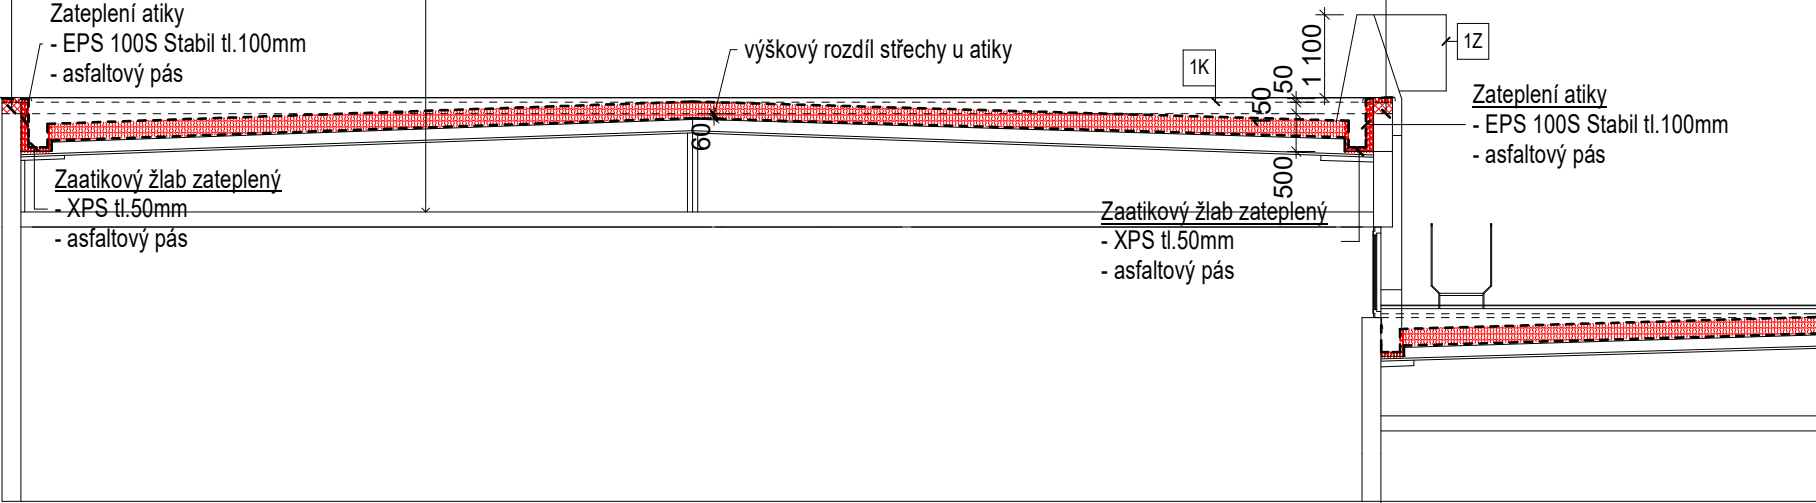 Zateplení atiky
- EPS 100S Stabil tl.100mm
- asfaltový pás
výškový rozdíl střechy u atiky
1K
1 100
50
50
500
60
1Z
Zateplení atiky
- EPS 100S Stabil tl.100mm
- asfaltový pás
Zaatikový žlab zateplený
- XPS tl.50mm
- asfaltový pás
Zaatikový žlab zateplený
- XPS tl.50mm
- asfaltový pás